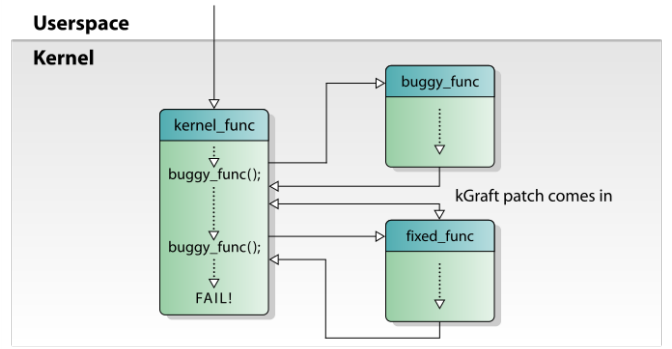 Userspace
Kernel
buggy_func
kernel_func
buggy_func();
kGraft patch comes in
buggy_func();
fixed_func
FAIL!